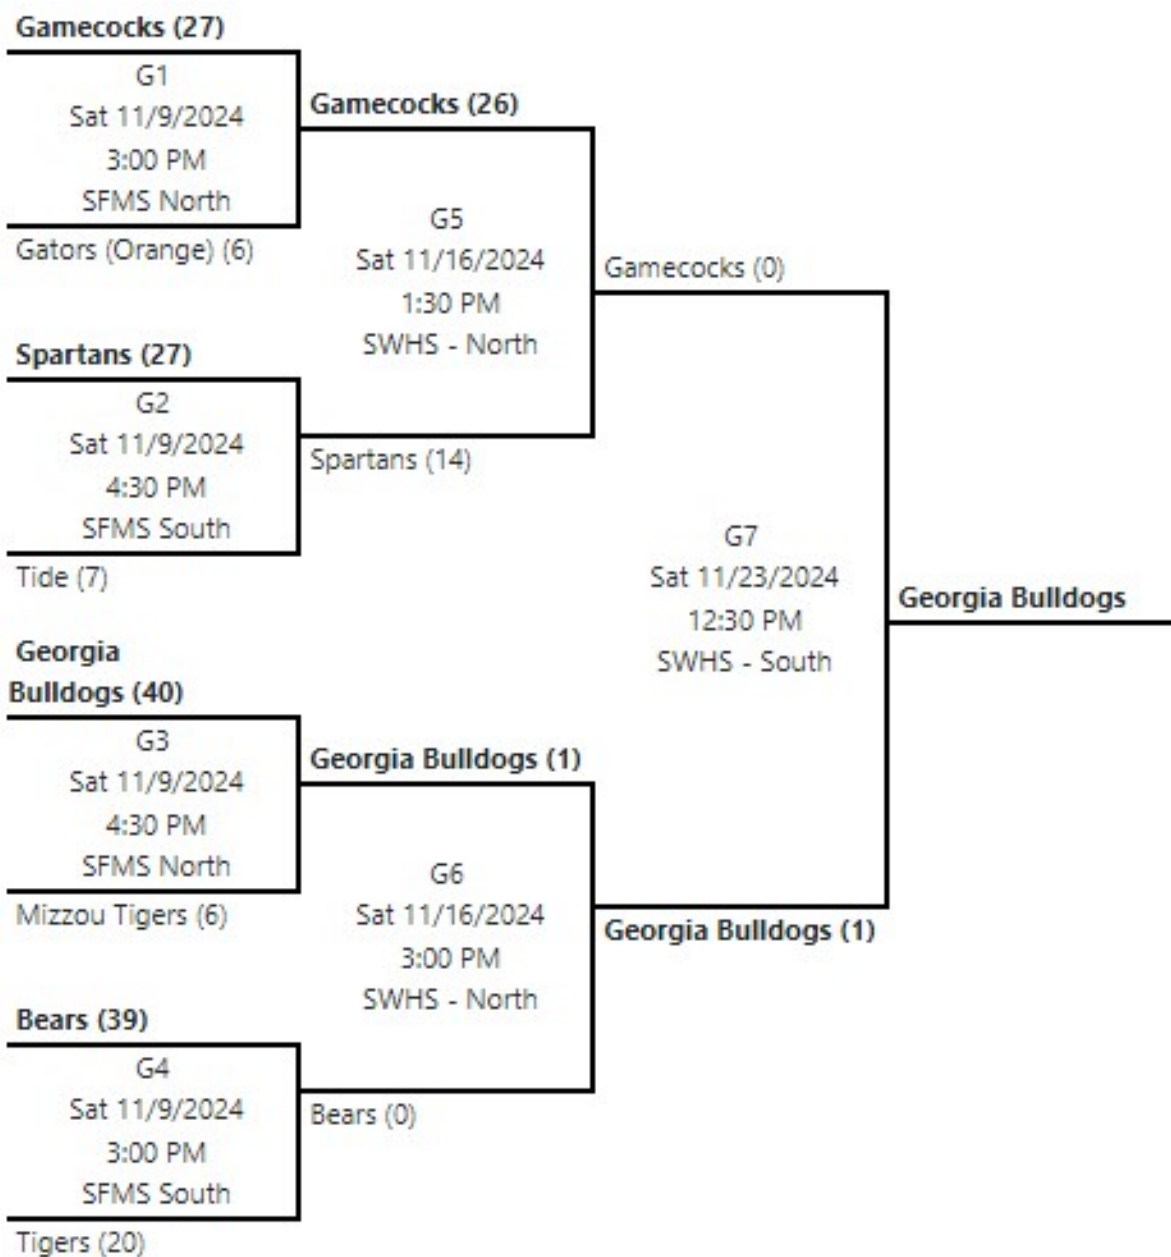 Gamecocks (27)
G1
Sat 11/9/2024
3:00 PM
SFMS North
Gators (Orange) (6)
Spartans (27)
G2
Sat 11/9/2024
4:30 PM
SFMS South
Tide (7)
Georgia
Bulldogs (40)
G3
Sat 11/9/2024
4:30 PM
SFMS North
Mizzou Tigers (6)
Bears (39)
G4
Sat 11/9/2024
3:00 PM
SFMS South
Tigers (20)
Gamecocks (26)
G5
Sat 11/16/2024
1:30 PM
SWHS - North
Spartans (14)
Georgia Bulldogs (1)
G6
Sat 11/16/2024
3:00 PM
SWHS - North
Bears (0)
Gamecocks (0)
G7
Sat 11/23/2024
12:30 PM
SWHS - South
Georgia Bulldogs (1)
Georgia Bulldogs